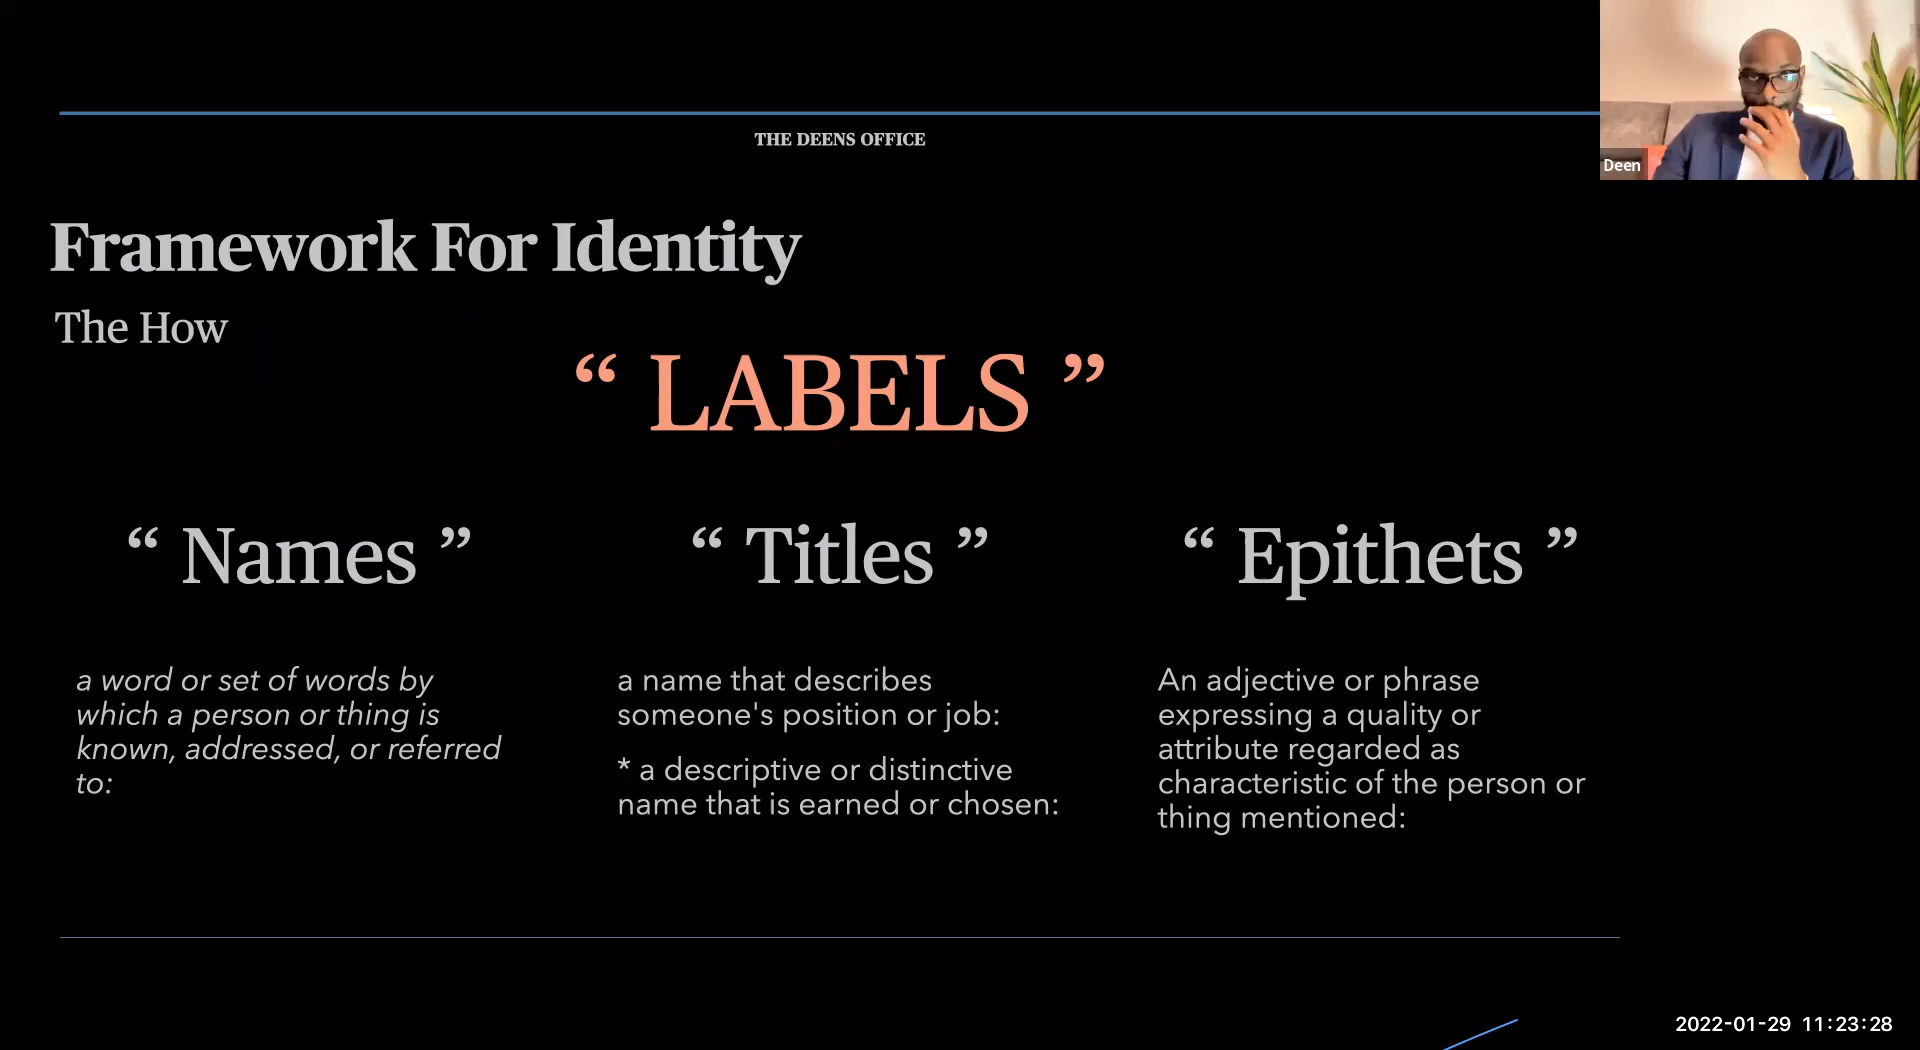 THE DEENS OFFICE
Deen
Framework For Identity
The How
“ LABELS ”
“ Names ”
“ Titles ”
“ Epithets ”
a word or set of words by
which a person or thing is
known, addressed, or referred
to:
a name that describes
someone's position or job:
* a descriptive or distinctive
name that is earned or chosen:
An adjective or phrase
expressing a quality or
attribute regarded as
characteristic of the person or
thing mentioned:
2022-01-29 11:23:28